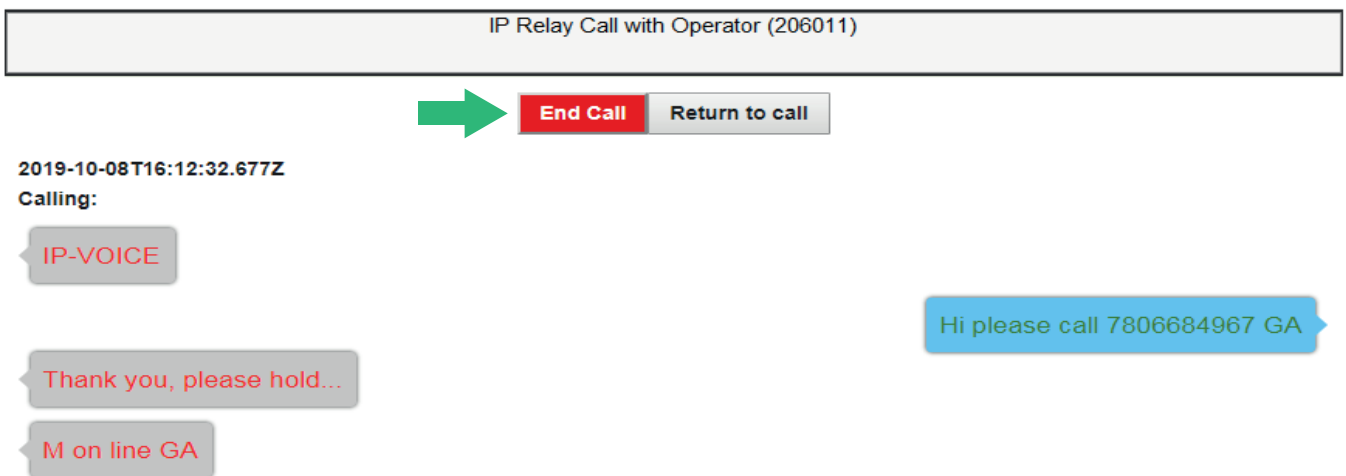 IP Relay Call with Operator (206011)
End Call Return to call
2019-10-08T16:12:32.677Z
Calling:
IP-VOICE
Hi please call 7806684967 GA
Thank you, please hold...
M on line GA